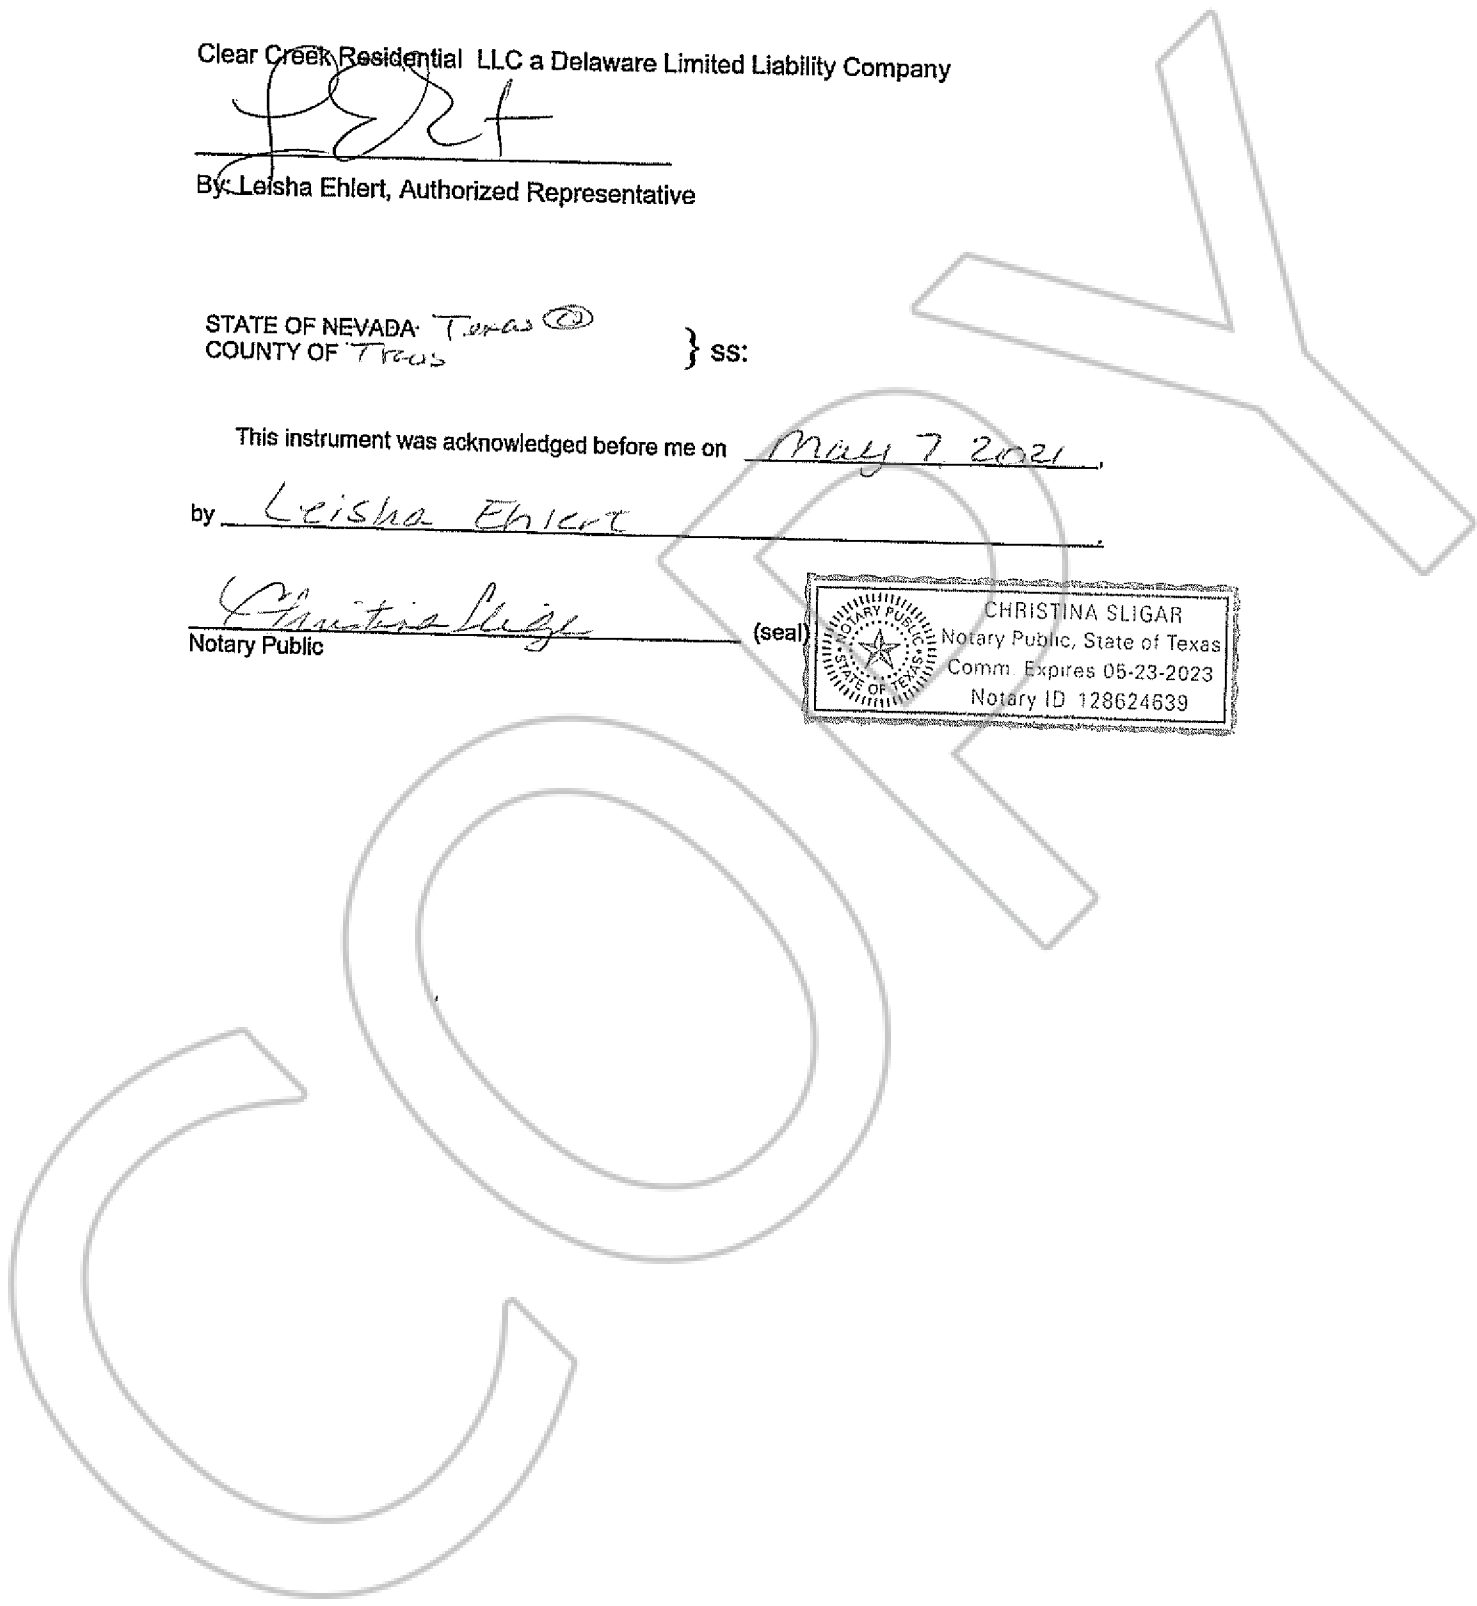 Clear Creek Residential LLC a Delaware Limited Liability Company
By: Leisha Ehlert, Authorized Representative
STATE OF NEVADA Texas
COUNTY OF Travis
} ss:
This instrument was acknowledged before me on May 7 2021,
by Leisha Ehlert.
Christina Sligar
Notary Public
(seal)
NOTARY PUBLIC
STATE OF TEXAS
CHRISTINA SLIGAR
Notary Public, State of Texas
Comm. Expires 05-23-2023
Notary ID 128624639
COPY